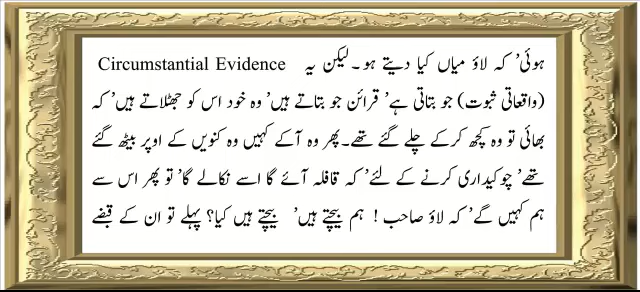 ہوئی’ کہ لاؤ میاں کیا دیتے ہو۔ لیکن یہ Circumstantial Evidence
(واقعاتی ثبوت) جو بتاتی ہے’ قرائن جو بتاتے ہیں’ وہ خود اس کو جھٹلاتے ہیں’ کہ
بھائی تو وہ کچھ کرکے چلے گئے تھے۔ پھر وہ آکے کہیں وہ کنویں کے اوپر بیٹھ گئے
تھے’ چوکیداری کرنے کے لئے’ کہ قافلہ آئے گا اسے نکالے گا’ تو پھر اس سے
ہم کہیں گے’ کہ لاؤ صاحب ! ہم بیچتے ہیں’ بیچتے ہیں کیا؟ پہلے تو ان کے قبضے